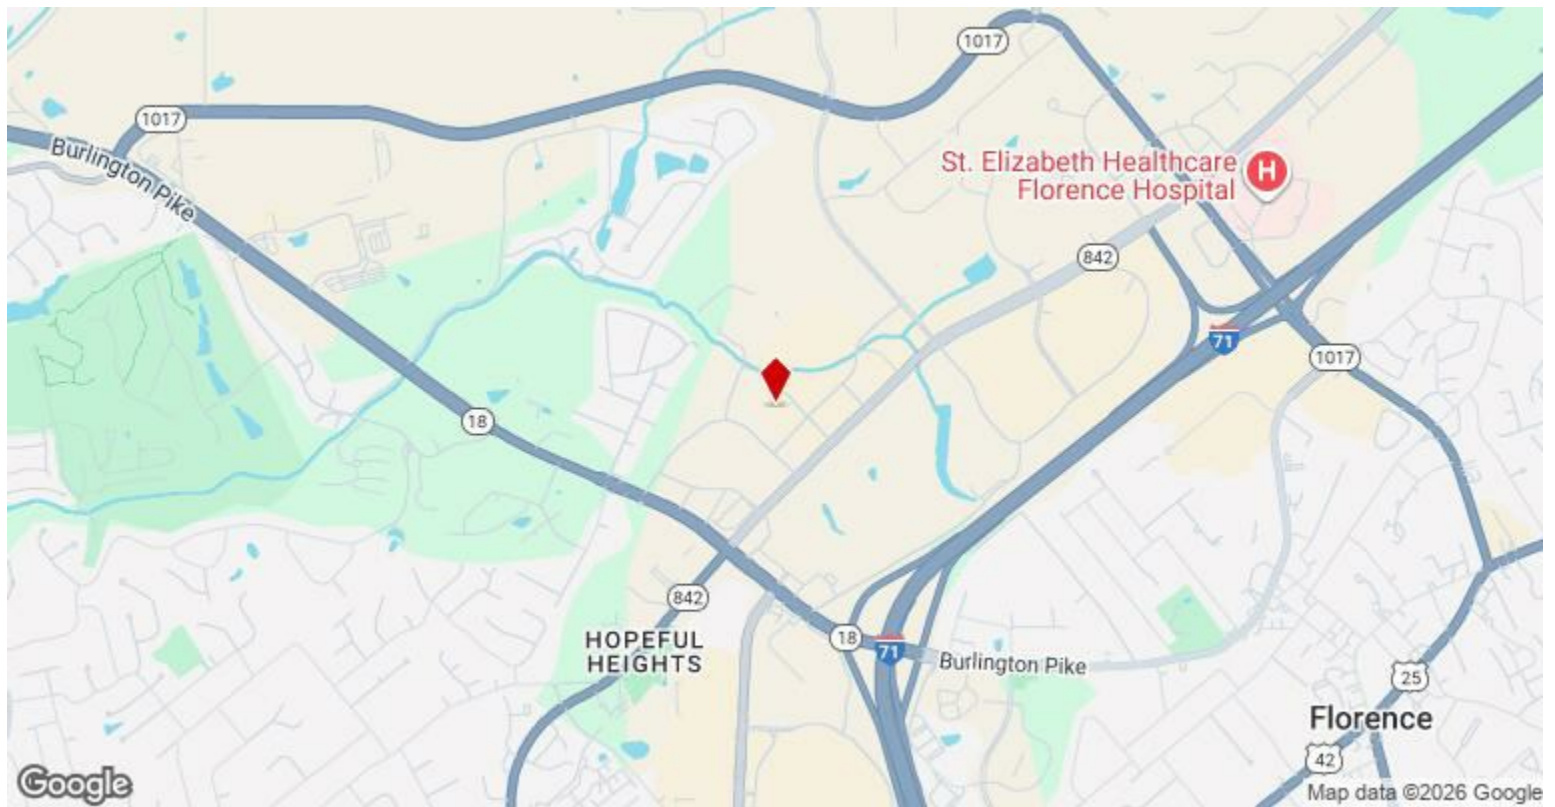 1017
1017
Burlington Pike
St. Elizabeth Healthcare
Florence Hospital
H
842
71
1017
18
842
HOPEFUL
HEIGHTS
18
71
Burlington Pike
25
Florence
42
Google
Map data ©2026 Google